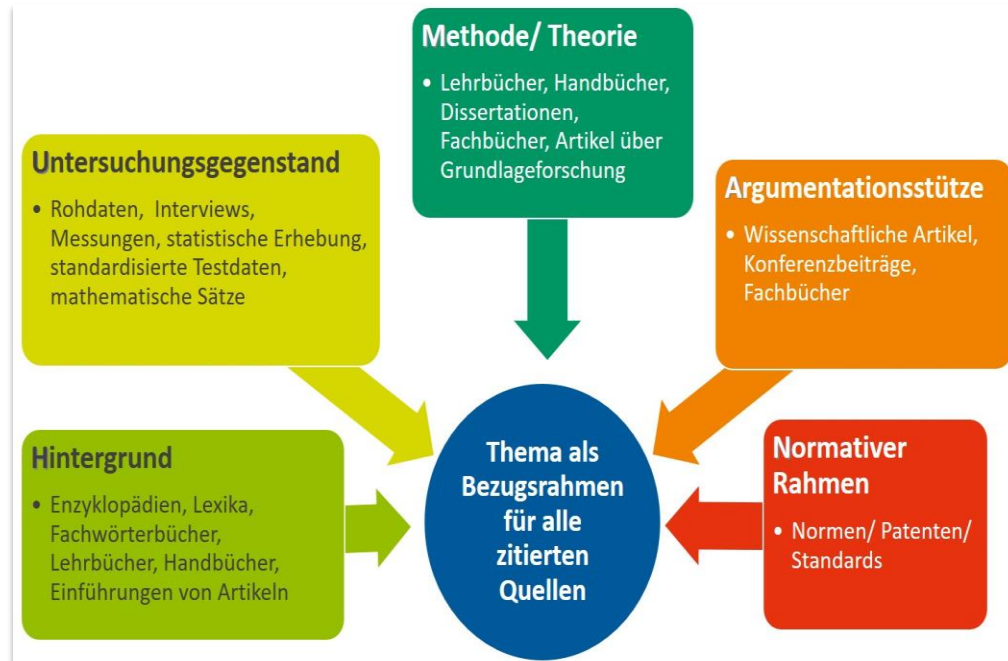 Methode/ Theorie
• Lehrbücher, Handbücher,
Dissertationen,
Fachbücher, Artikel über
Grundlageforschung
Untersuchungsgegenstand
• Rohdaten, Interviews,
Messungen, statistische Erhebung,
standardisierte Testdaten,
mathematische Sätze
Argumentationsstütze
• Wissenschaftliche Artikel,
Konferenzbeiträge,
Fachbücher
Hintergrund
• Enzyklopädien, Lexika,
Fachwörterbücher,
Lehrbücher, Handbücher,
Einführungen von Artikeln
Thema als
Bezugsrahmen
für alle
zitierten
Quellen
Normativer
Rahmen
• Normen/ Patenten/
Standards